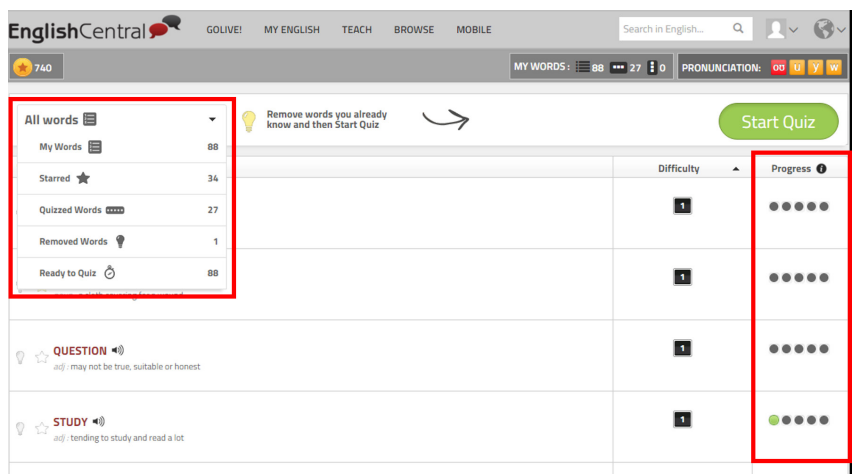 EnglishCentral GOLIVE! MY ENGLISH TEACH BROWSE MOBILE Search in English...
740 MY WORDS: 88 27 0 PRONUNCIATION: oʊ u y w
All words
My Words 88
Starred 34
Quizzed Words 27
Removed Words 1
Ready to Quiz 88
Remove words you already
know and then Start Quiz
Start Quiz
Difficulty Progress
1
1
QUESTION 1
adj : may not be true, suitable or honest
STUDY 1
adj : tending to study and read a lot